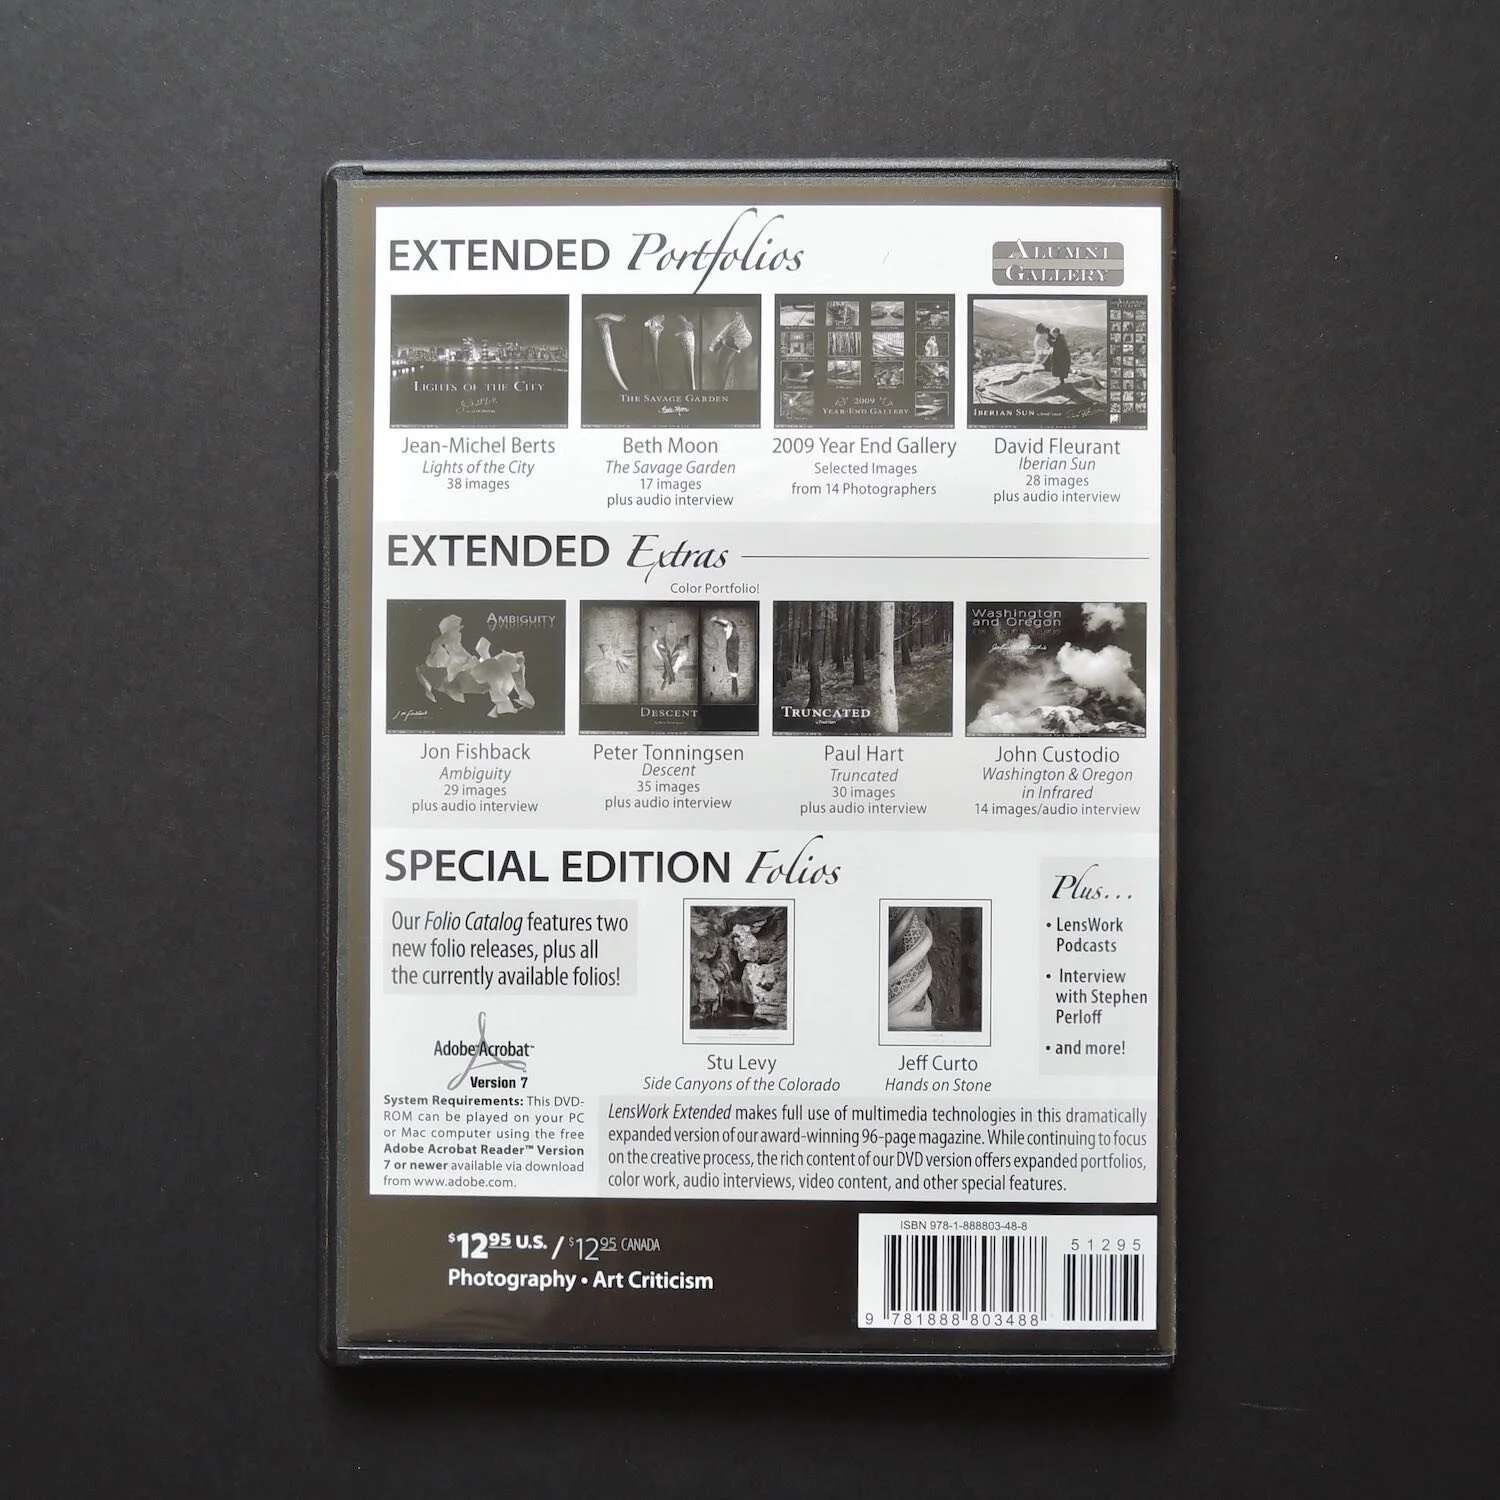 EXTENDED Portfolios
ALUMNI
GALLERY
LIGHTS OF THE CITY
THE SAVAGE GARDEN
Beth Moon
2009
YEAR-END GALLERY
IBERIAN SUN
Jean-Michel Berts
Lights of the City
38 images
Beth Moon
The Savage Garden
17 images
plus audio interview
2009 Year End Gallery
Selected Images
from 14 Photographers
David Fleurant
Iberian Sun
28 images
plus audio interview
EXTENDED Extras
Color Portfolio!
AMBIGUITY
DESCENT
TRUNCATED
Washington
and Oregon
Jon Fishback
Ambiguity
29 images
plus audio interview
Peter Tonningsen
Descent
35 images
plus audio interview
Paul Hart
Truncated
30 images
plus audio interview
John Custodio
Washington & Oregon
in Infrared
14 images/audio interview
SPECIAL EDITION Folios
Our Folio Catalog features two
new folio releases, plus all
the currently available folios!
Stu Levy
Side Canyons of the Colorado
Jeff Curto
Hands on Stone
Plus...
• LensWork
Podcasts
• Interview
with Stephen
Perloff
• and more!
Adobe Acrobat™
Version 7
System Requirements: This DVD-
ROM can be played on your PC
or Mac computer using the free
Adobe Acrobat Reader™ Version
7 or newer available via download
from www.adobe.com.
LensWork Extended makes full use of multimedia technologies in this dramatically
expanded version of our award-winning 96-page magazine. While continuing to focus
on the creative process, the rich content of our DVD version offers expanded portfolios,
color work, audio interviews, video content, and other special features.
$12.95 U.S. / $12.95 CANADA
Photography • Art Criticism
ISBN 978-1-888803-48-8
51295
9 781888 803488